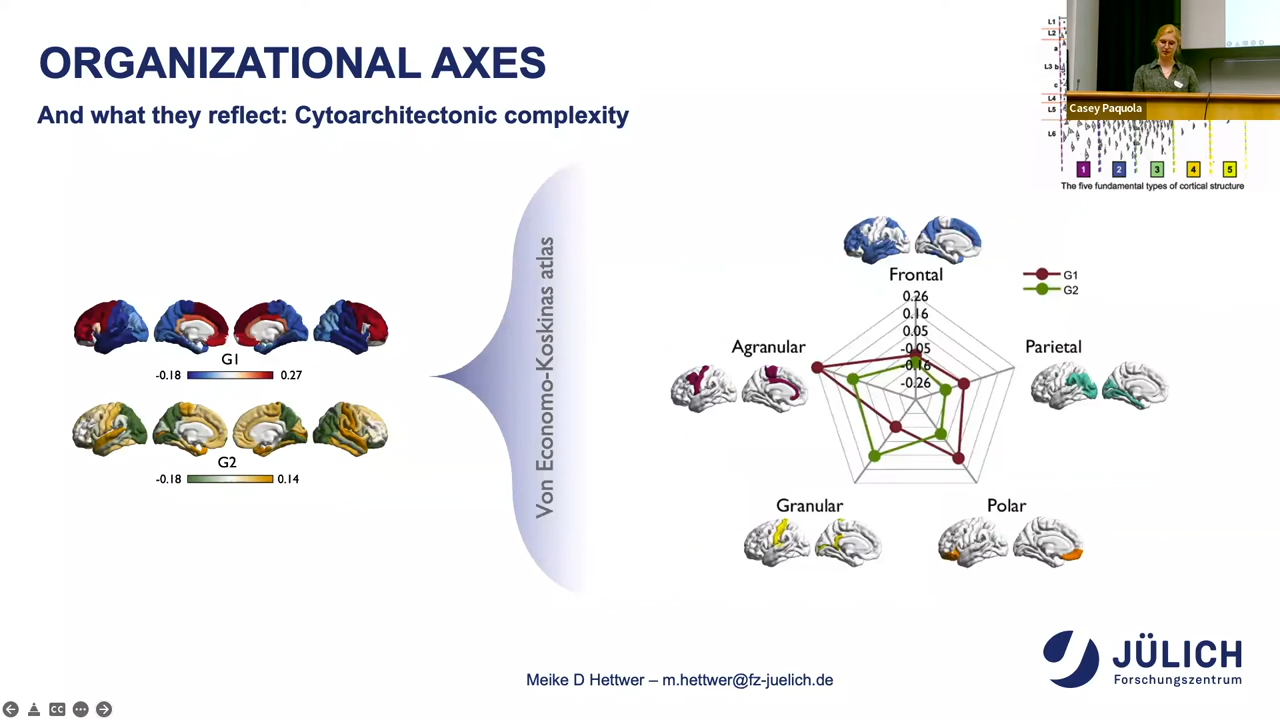 ORGANIZATIONAL AXES
And what they reflect: Cytoarchitectonic complexity
L1
L2
a
L3 b
c
L4
L5
L6
Casey Paquola
1 2 3 4 5
The five fundamental types of cortical structure
Von Economo-Koskinas atlas
G1
-0.18 0.27
G2
-0.18 0.14
Frontal
G1
G2
0.26
0.16
0.05
-0.05
-0.16
-0.26
Agranular
Parietal
Granular
Polar
JÜLICH
Forschungszentrum
Meike D Hettwer – m.hettwer@fz-juelich.de
CC